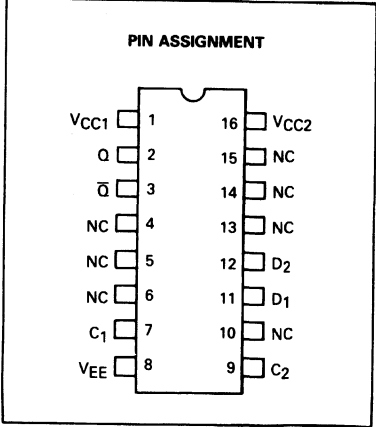 PIN ASSIGNMENT
VCC1 1 16 VCC2
Q 2 15 NC
Q̅ 3 14 NC
NC 4 13 NC
NC 5 12 D2
NC 6 11 D1
C1 7 10 NC
VEE 8 9 C2